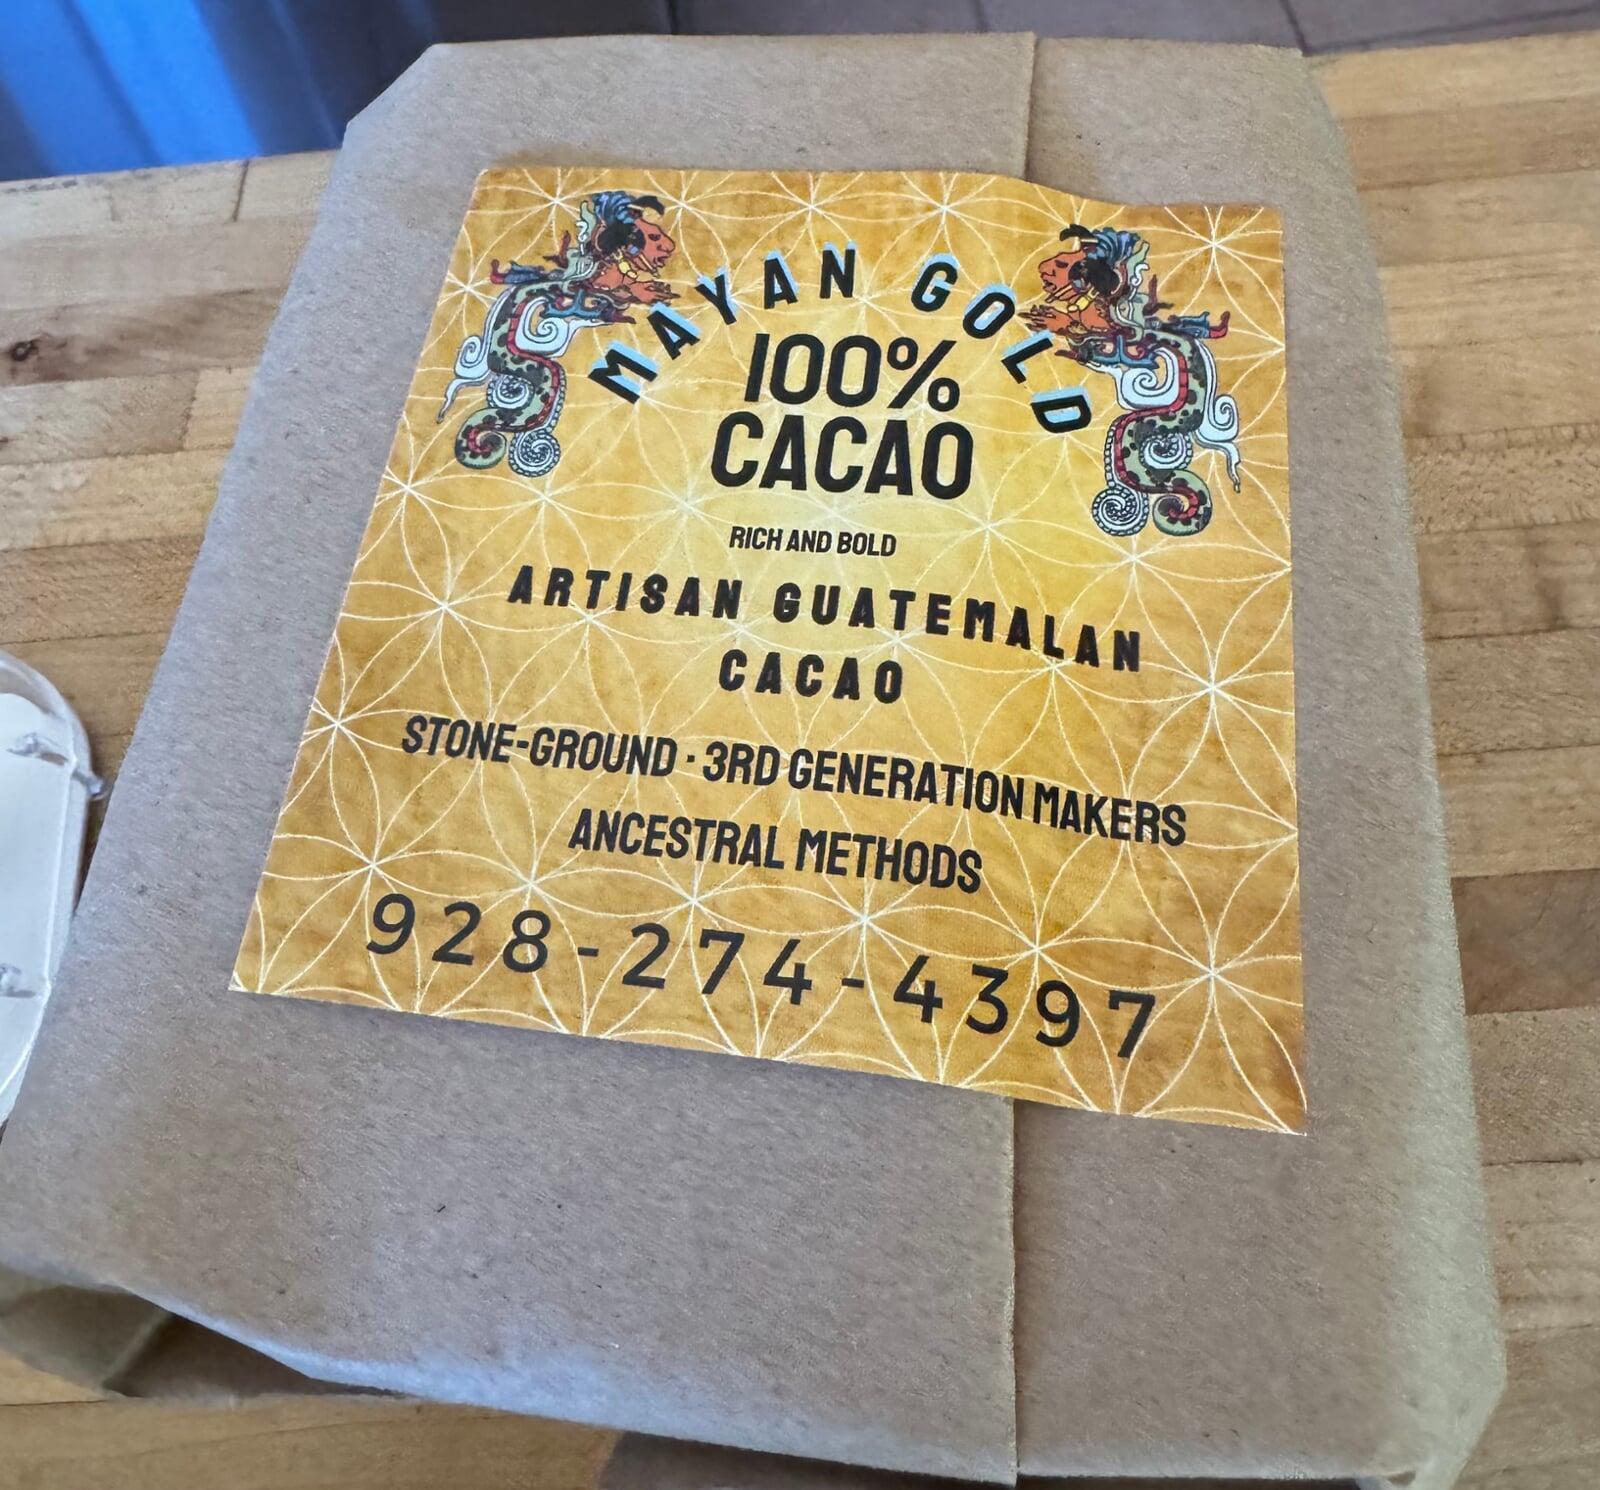 MAYAN GOLD
100%
CACAO
RICH AND BOLD
ARTISAN GUATEMALAN
CACAO
STONE-GROUND · 3RD GENERATION MAKERS
ANCESTRAL METHODS
928-274-4397